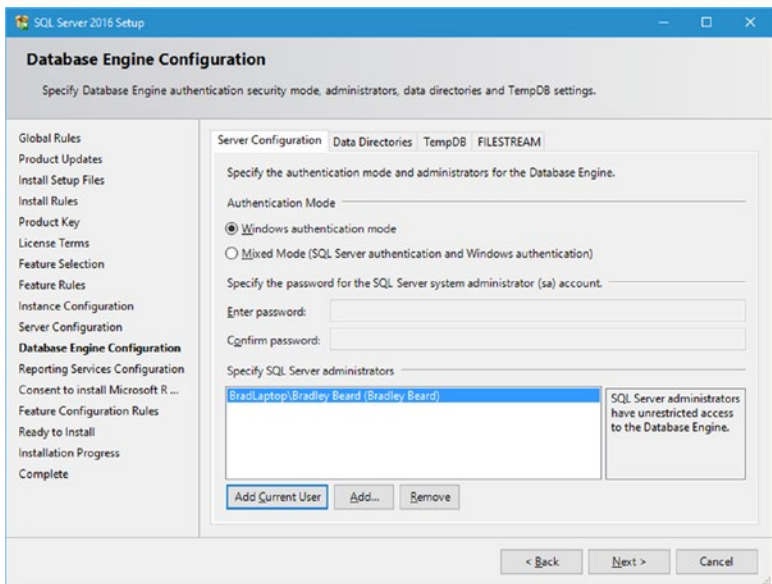 SQL Server 2016 Setup
Database Engine Configuration
Specify Database Engine authentication security mode, administrators, data directories and TempDB settings.
Global Rules
Product Updates
Install Setup Files
Install Rules
Product Key
License Terms
Feature Selection
Feature Rules
Instance Configuration
Server Configuration
Database Engine Configuration
Reporting Services Configuration
Consent to install Microsoft R ...
Feature Configuration Rules
Ready to Install
Installation Progress
Complete
Server Configuration Data Directories TempDB FILESTREAM
Specify the authentication mode and administrators for the Database Engine.
Authentication Mode
Windows authentication mode
Mixed Mode (SQL Server authentication and Windows authentication)
Specify the password for the SQL Server system administrator (sa) account.
Enter password:
Confirm password:
Specify SQL Server administrators
BradLaptop\Bradley Beard (Bradley Beard)
SQL Server administrators
have unrestricted access
to the Database Engine.
Add Current User Add... Remove
< Back Next > Cancel